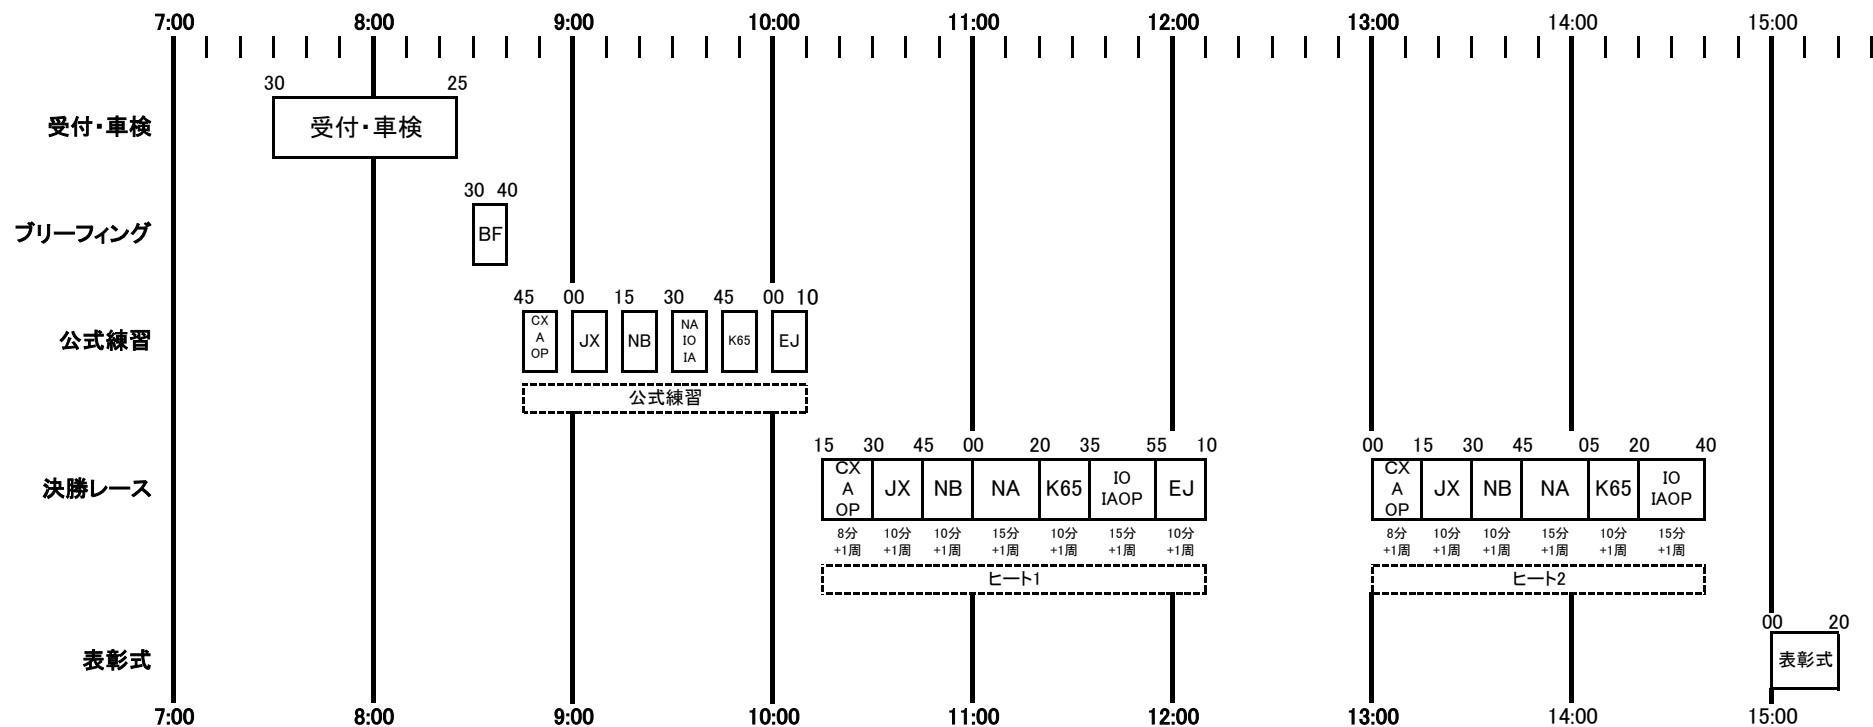 7:00 8:00 9:00 10:00 11:00 12:00 13:00 14:00 15:00
30 25
受付・車検 受付・車検
30 40
ブリーフィング BF
45 00 15 30 45 00 10
公式練習
CX
A
OP
JX
NB
NA
IO
IA
K65
EJ
公式練習
15 30 45 00 20 35 55 10
00 15 30 45 05 20 40
決勝レース
CX
A
OP
JX
NB
NA
K65
IO
IAOP
EJ
CX
A
OP
JX
NB
NA
K65
IO
IAOP
8分 10分 10分 15分 10分 15分 10分
+1周 +1周 +1周 +1周 +1周 +1周 +1周
8分 10分 10分 15分 10分 15分
+1周 +1周 +1周 +1周 +1周 +1周
ヒート1
ヒート2
00 20
表彰式 表彰式
7:00 8:00 9:00 10:00 11:00 12:00 13:00 14:00 15:00